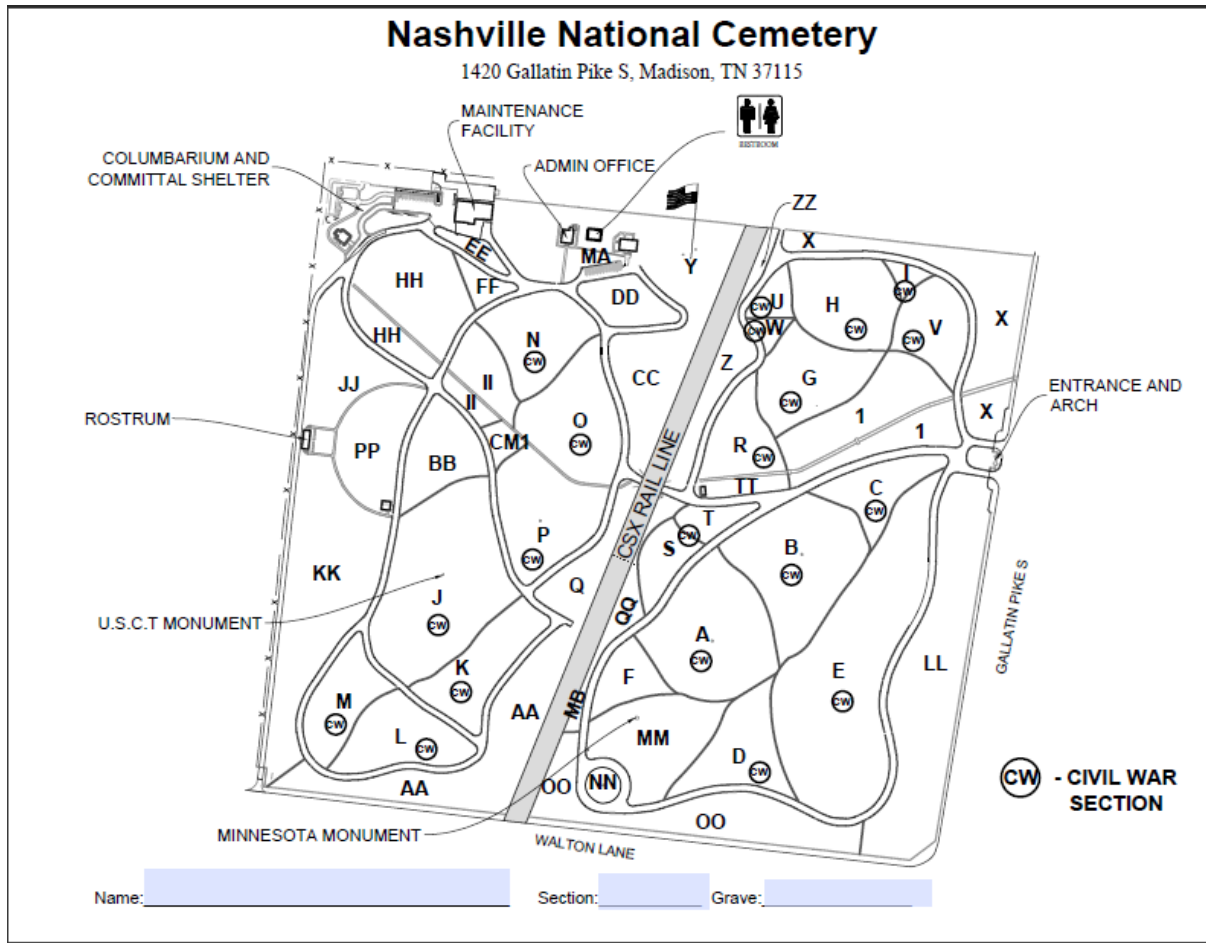 Nashville National Cemetery
1420 Gallatin Pike S, Madison, TN 37115
MAINTENANCE
FACILITY
RESTROOM
COLUMBARIUM AND
COMMITTAL SHELTER
ADMIN OFFICE
ZZ
X
EE
MA
Y
HH
FF
DD
U
H
I
X
CW
CW
CW
W
CW
V
CW
N
CW
HH
Z
II
CC
G
JJ
ENTRANCE AND
ARCH
II
CW
X
ROSTRUM
O
1
1
CW
CM1
PP
BB
R
CW
CSX RAIL LINE
TT
C
CW
T
P
CW
S
B
CW
CW
KK
Q
J
CW
QQ
U.S.C.T MONUMENT
GALLATIN PIKE S
A
CW
K
CW
F
E
CW
LL
M
CW
AA
MB
L
CW
MM
D
CW
NN
OO
AA
CW - CIVIL WAR
SECTION
OO
MINNESOTA MONUMENT
WALTON LANE
Name: Section: Grave: